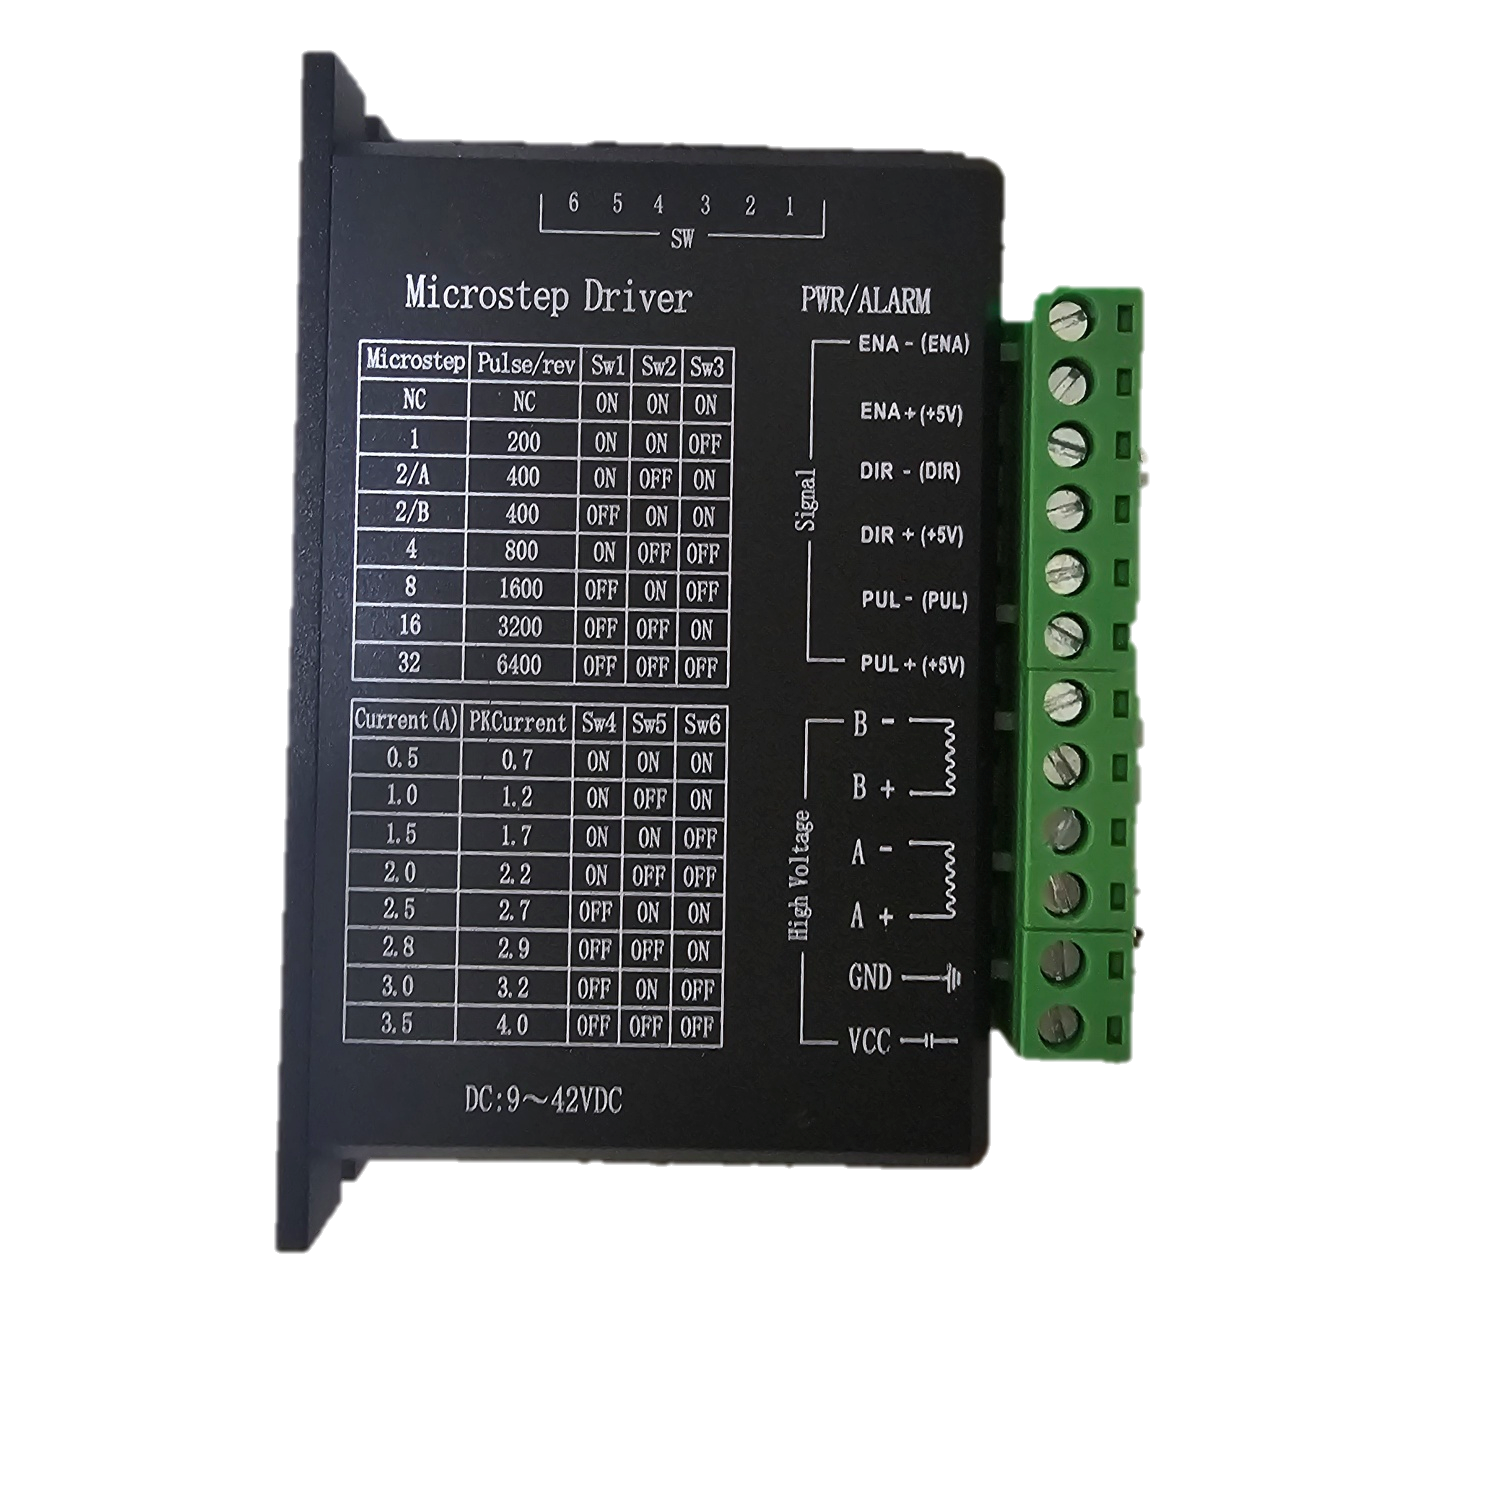 6 5 4 3 2 1
SW
Microstep Driver
Microstep Pulse/rev Sw1 Sw2 Sw3
NC NC ON ON ON
1 200 ON ON OFF
2/A 400 ON OFF ON
2/B 400 OFF ON ON
4 800 ON OFF OFF
8 1600 OFF ON OFF
16 3200 OFF OFF ON
32 6400 OFF OFF OFF
Current(A) PKCurrent Sw4 Sw5 Sw6
0.5 0.7 ON ON ON
1.0 1.2 ON OFF ON
1.5 1.7 ON ON OFF
2.0 2.2 ON OFF OFF
2.5 2.7 OFF ON ON
2.8 2.9 OFF OFF ON
3.0 3.2 OFF ON OFF
3.5 4.0 OFF OFF OFF
DC:9～42VDC
PWR/ALARM
Signal
ENA - (ENA)
ENA + (+5V)
DIR - (DIR)
DIR + (+5V)
PUL - (PUL)
PUL + (+5V)
High Voltage
B -
B +
A -
A +
GND
VCC